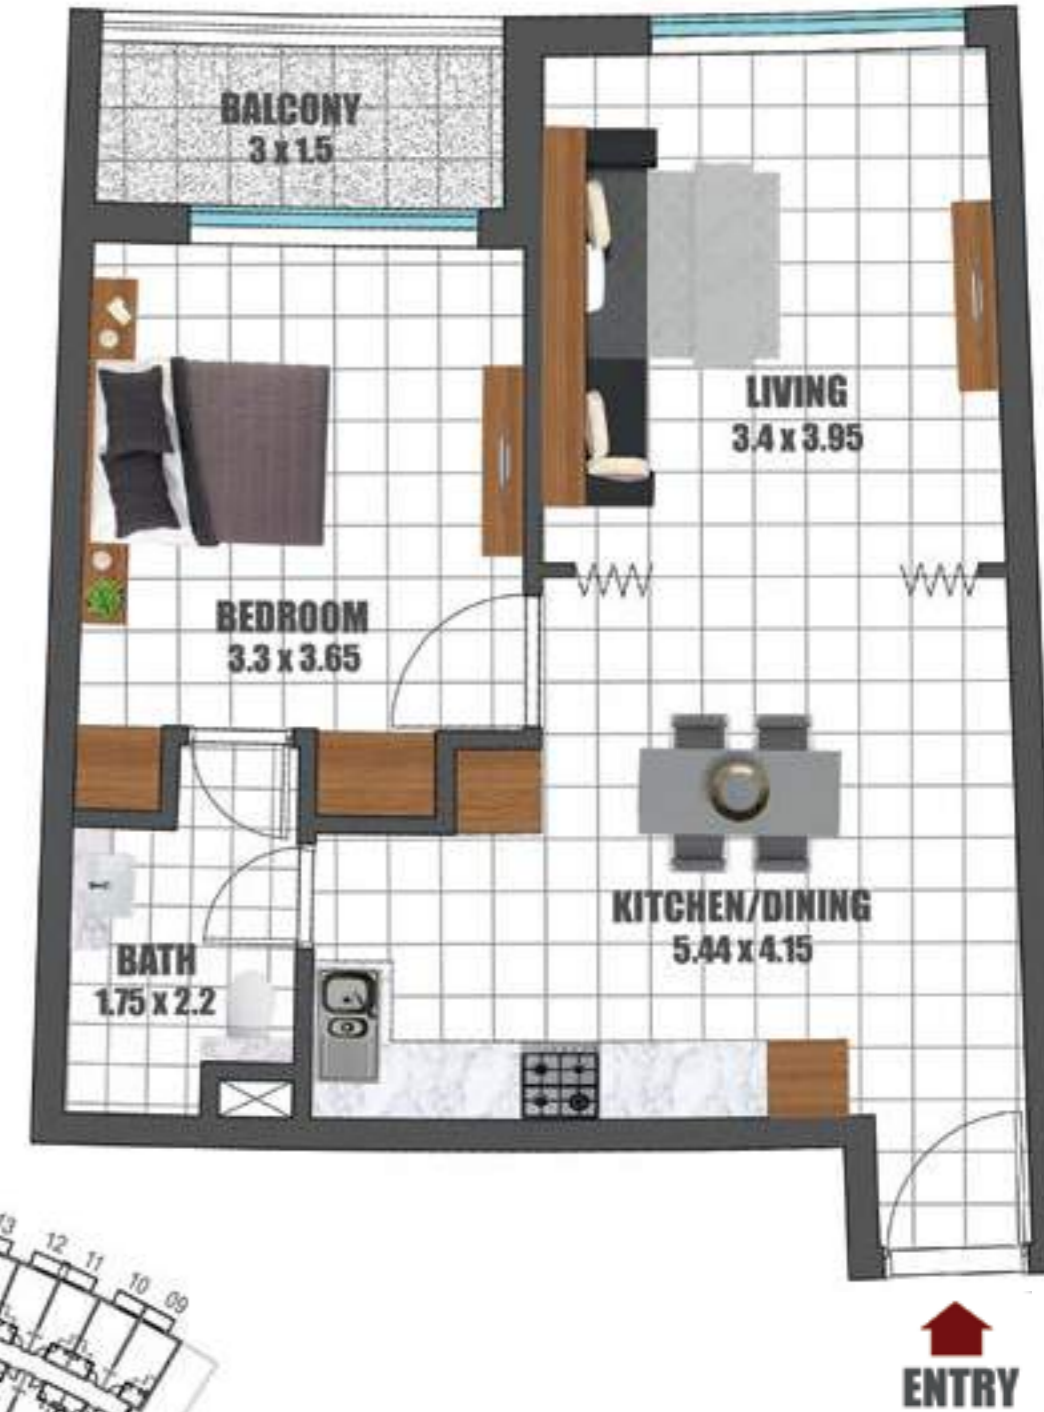 BALCONY
3 x 1.5
LIVING
3.4 x 3.95
BEDROOM
3.3 x 3.65
KITCHEN/DINING
5.44 x 4.15
BATH
1.75 x 2.2
13
12
11
10
09
ENTRY